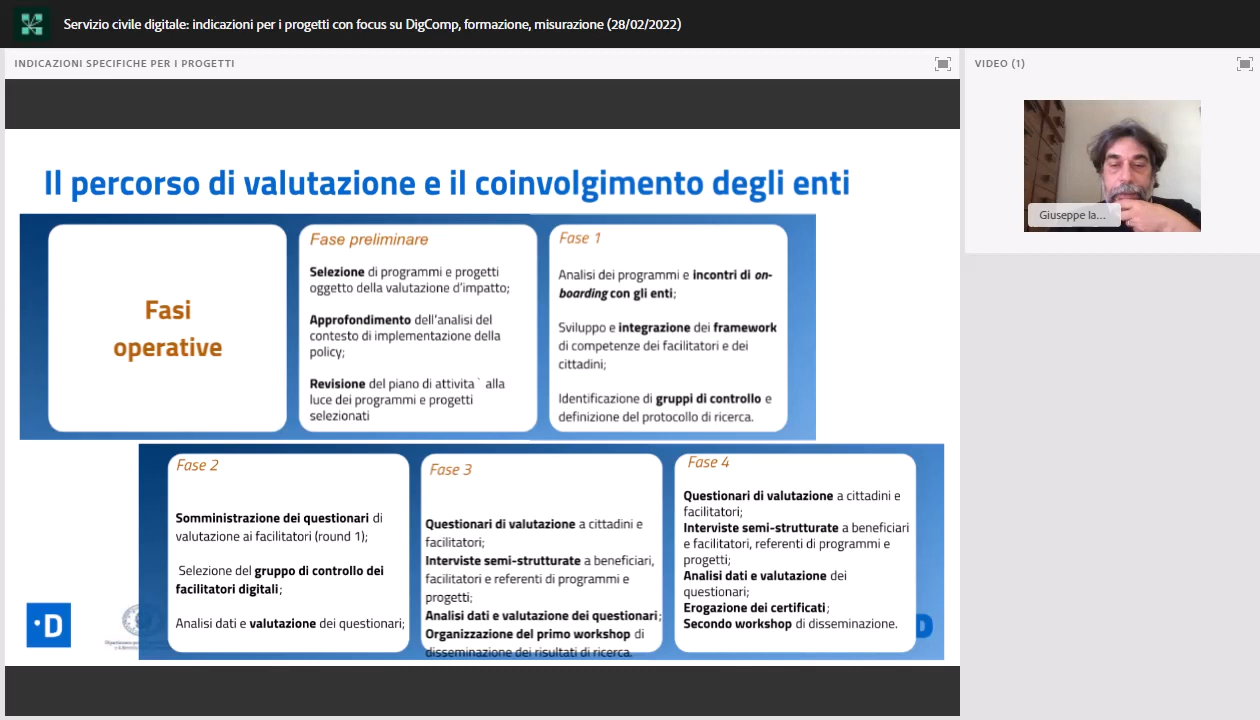 Servizio civile digitale: indicazioni per i progetti con focus su DigComp, formazione, misurazione (28/02/2022)
INDICAZIONI SPECIFICHE PER I PROGETTI
VIDEO (1)
Giuseppe Ia...
Il percorso di valutazione e il coinvolgimento degli enti
Fasi
operative
Fase preliminare
Selezione di programmi e progetti
oggetto della valutazione d'impatto;
Approfondimento dell'analisi del
contesto di implementazione della
policy;
Revisione del piano di attivita` alla
luce dei programmi e progetti
selezionati
Fase 1
Analisi dei programmi e incontri di on-
boarding con gli enti;
Sviluppo e integrazione dei framework
di competenze dei facilitatori e dei
cittadini;
Identificazione di gruppi di controllo e
definizione del protocollo di ricerca.
Fase 2
Somministrazione dei questionari di
valutazione ai facilitatori (round 1);
Selezione del gruppo di controllo dei
facilitatori digitali;
Analisi dati e valutazione dei questionari;
Fase 3
Questionari di valutazione a cittadini e
facilitatori;
Interviste semi-strutturate a beneficiari,
facilitatori e referenti di programmi e
progetti;
Analisi dati e valutazione dei questionari;
Organizzazione del primo workshop di
disseminazione dei risultati di ricerca.
Fase 4
Questionari di valutazione a cittadini e
facilitatori;
Interviste semi-strutturate a beneficiari
e facilitatori, referenti di programmi e
progetti;
Analisi dati e valutazione dei
questionari;
Erogazione dei certificati;
Secondo workshop di disseminazione.
D